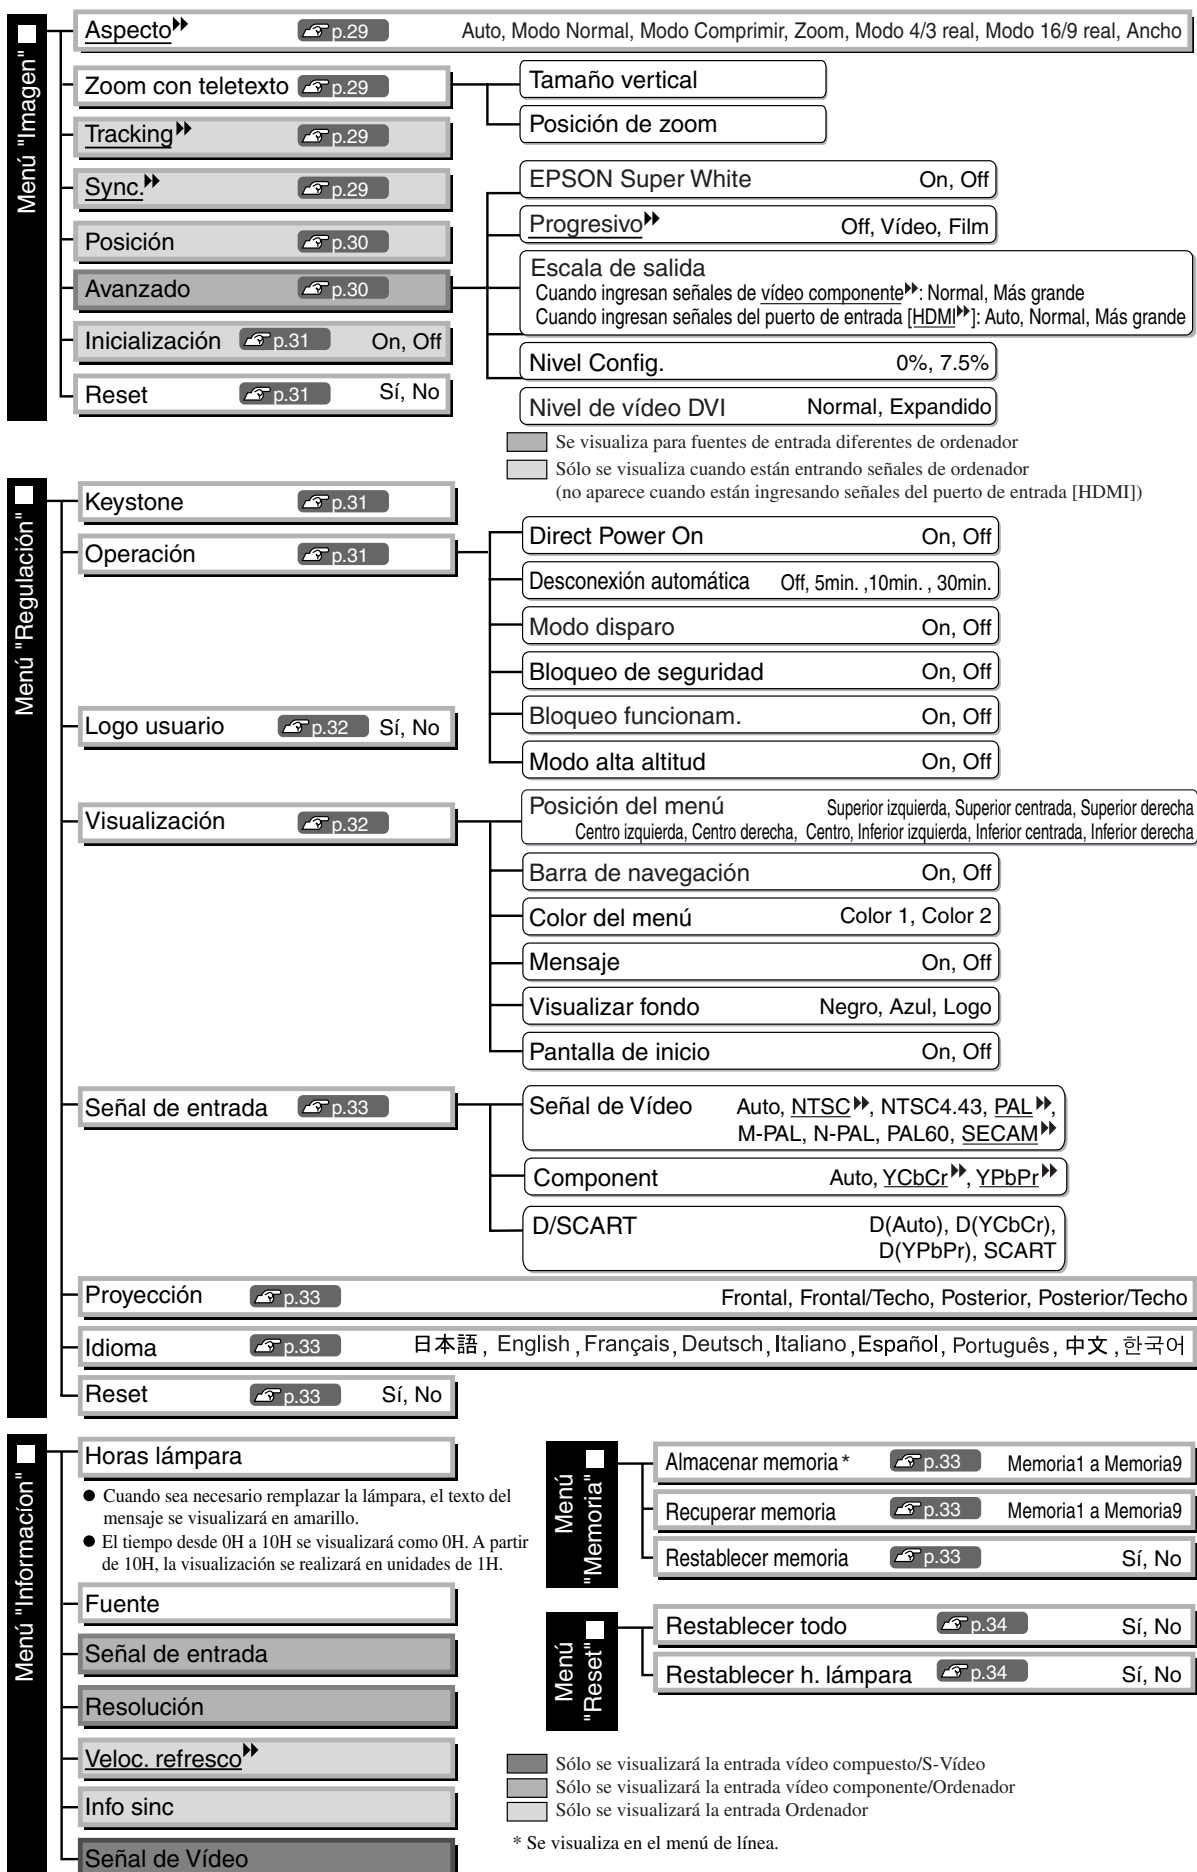 Menú "Imagen"
Aspecto p.29 Auto, Modo Normal, Modo Comprimir, Zoom, Modo 4/3 real, Modo 16/9 real, Ancho
Zoom con teletexto p.29
Tamaño vertical
Posición de zoom
Tracking p.29
Sync. p.29
Posición p.30
Avanzado p.30
EPSON Super White On, Off
Progresivo Off, Vídeo, Film
Escala de salida
Cuando ingresan señales de vídeo componente: Normal, Más grande
Cuando ingresan señales del puerto de entrada [HDMI]: Auto, Normal, Más grande
Nivel Config. 0%, 7.5%
Nivel de vídeo DVI Normal, Expandido
Inicialización p.31 On, Off
Reset p.31 Sí, No
Se visualiza para fuentes de entrada diferentes de ordenador
Sólo se visualiza cuando están entrando señales de ordenador
(no aparece cuando están ingresando señales del puerto de entrada [HDMI])
Menú "Regulación"
Keystone p.31
Operación p.31
Direct Power On On, Off
Desconexión automática Off, 5min. ,10min. , 30min.
Modo disparo On, Off
Bloqueo de seguridad On, Off
Bloqueo funcionam. On, Off
Modo alta altitud On, Off
Logo usuario p.32 Sí, No
Visualización p.32
Posición del menú Superior izquierda, Superior centrada, Superior derecha
Centro izquierda, Centro derecha, Centro, Inferior izquierda, Inferior centrada, Inferior derecha
Barra de navegación On, Off
Color del menú Color 1, Color 2
Mensaje On, Off
Visualizar fondo Negro, Azul, Logo
Pantalla de inicio On, Off
Señal de entrada p.33
Señal de Vídeo Auto, NTSC, NTSC4.43, PAL,
M-PAL, N-PAL, PAL60, SECAM
Component Auto, YCbCr, YPbPr
D/SCART D(Auto), D(YCbCr),
D(YPbPr), SCART
Proyección p.33 Frontal, Frontal/Techo, Posterior, Posterior/Techo
Idioma p.33 日本語, English, Français, Deutsch, Italiano, Español, Português, 中文, 한국어
Reset p.33 Sí, No
Menú "Informacíon"
Horas lámpara
● Cuando sea necesario remplazar la lámpara, el texto del
mensaje se visualizará en amarillo.
● El tiempo desde 0H a 10H se visualizará como 0H. A partir
de 10H, la visualización se realizará en unidades de 1H.
Fuente
Señal de entrada
Resolución
Veloc. refresco
Info sinc
Señal de Vídeo
Menú
"Memoria"
Almacenar memoria * p.33 Memoria1 a Memoria9
Recuperar memoria p.33 Memoria1 a Memoria9
Restablecer memoria p.33 Sí, No
Menú
"Reset"
Restablecer todo p.34 Sí, No
Restablecer h. lámpara p.34 Sí, No
Sólo se visualizará la entrada vídeo compuesto/S-Vídeo
Sólo se visualizará la entrada vídeo componente/Ordenador
Sólo se visualizará la entrada Ordenador
* Se visualiza en el menú de línea.